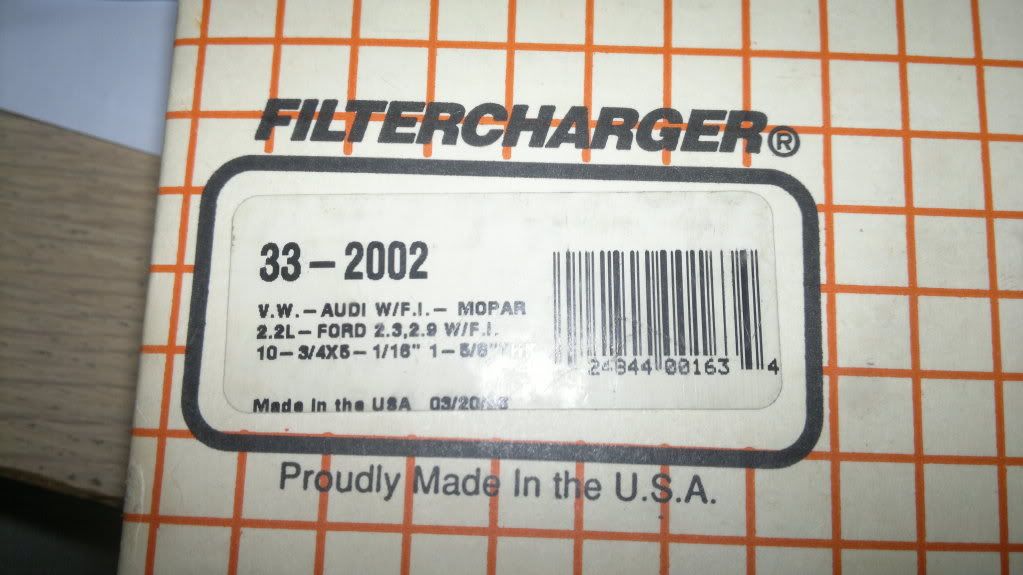 FILTERCHARGER®
33-2002
V.W.-AUDI W/F.I.- MOPAR
2.2L- FORD 2.3,2.9 W/F.I.
10-3/4X5-1/16" 1-5/8"
24844 00163 4
Made in the USA
Proudly Made In the U.S.A.